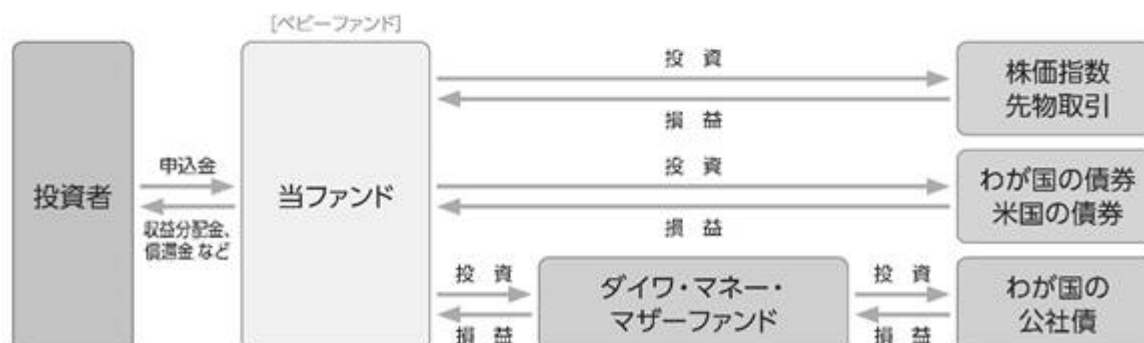 [ベビーファンド]
投資者
申込金
収益分配金、
償還金 など
当ファンド
投 資
損 益
株価指数
先物取引
投 資
損 益
わが国の債券
米国の債券
投 資
損 益
ダイワ・マネー・
マザーファンド
投 資
損 益
わが国の
公社債